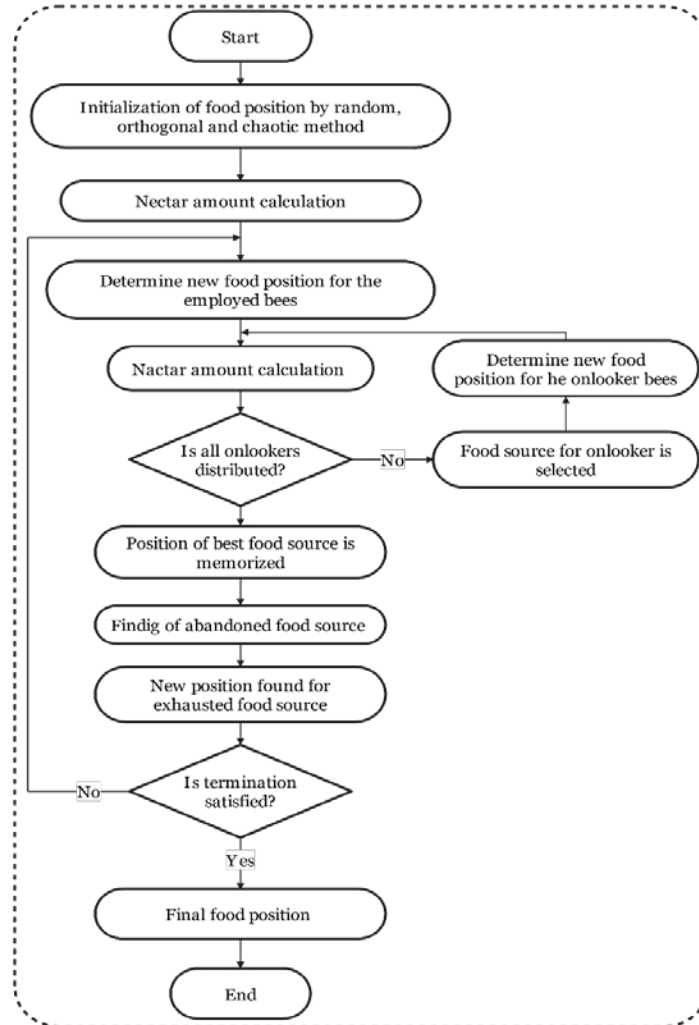 Start
Initialization of food position by random,
orthogonal and chaotic method
Nectar amount calculation
Determine new food position for the
employed bees
Nactar amount calculation
Determine new food
position for he onlooker bees
Is all onlookers
distributed?
No
Food source for onlooker is
selected
Position of best food source is
memorized
Findig of abandoned food source
New position found for
exhausted food source
Is termination
satisfied?
No
Yes
Final food position
End